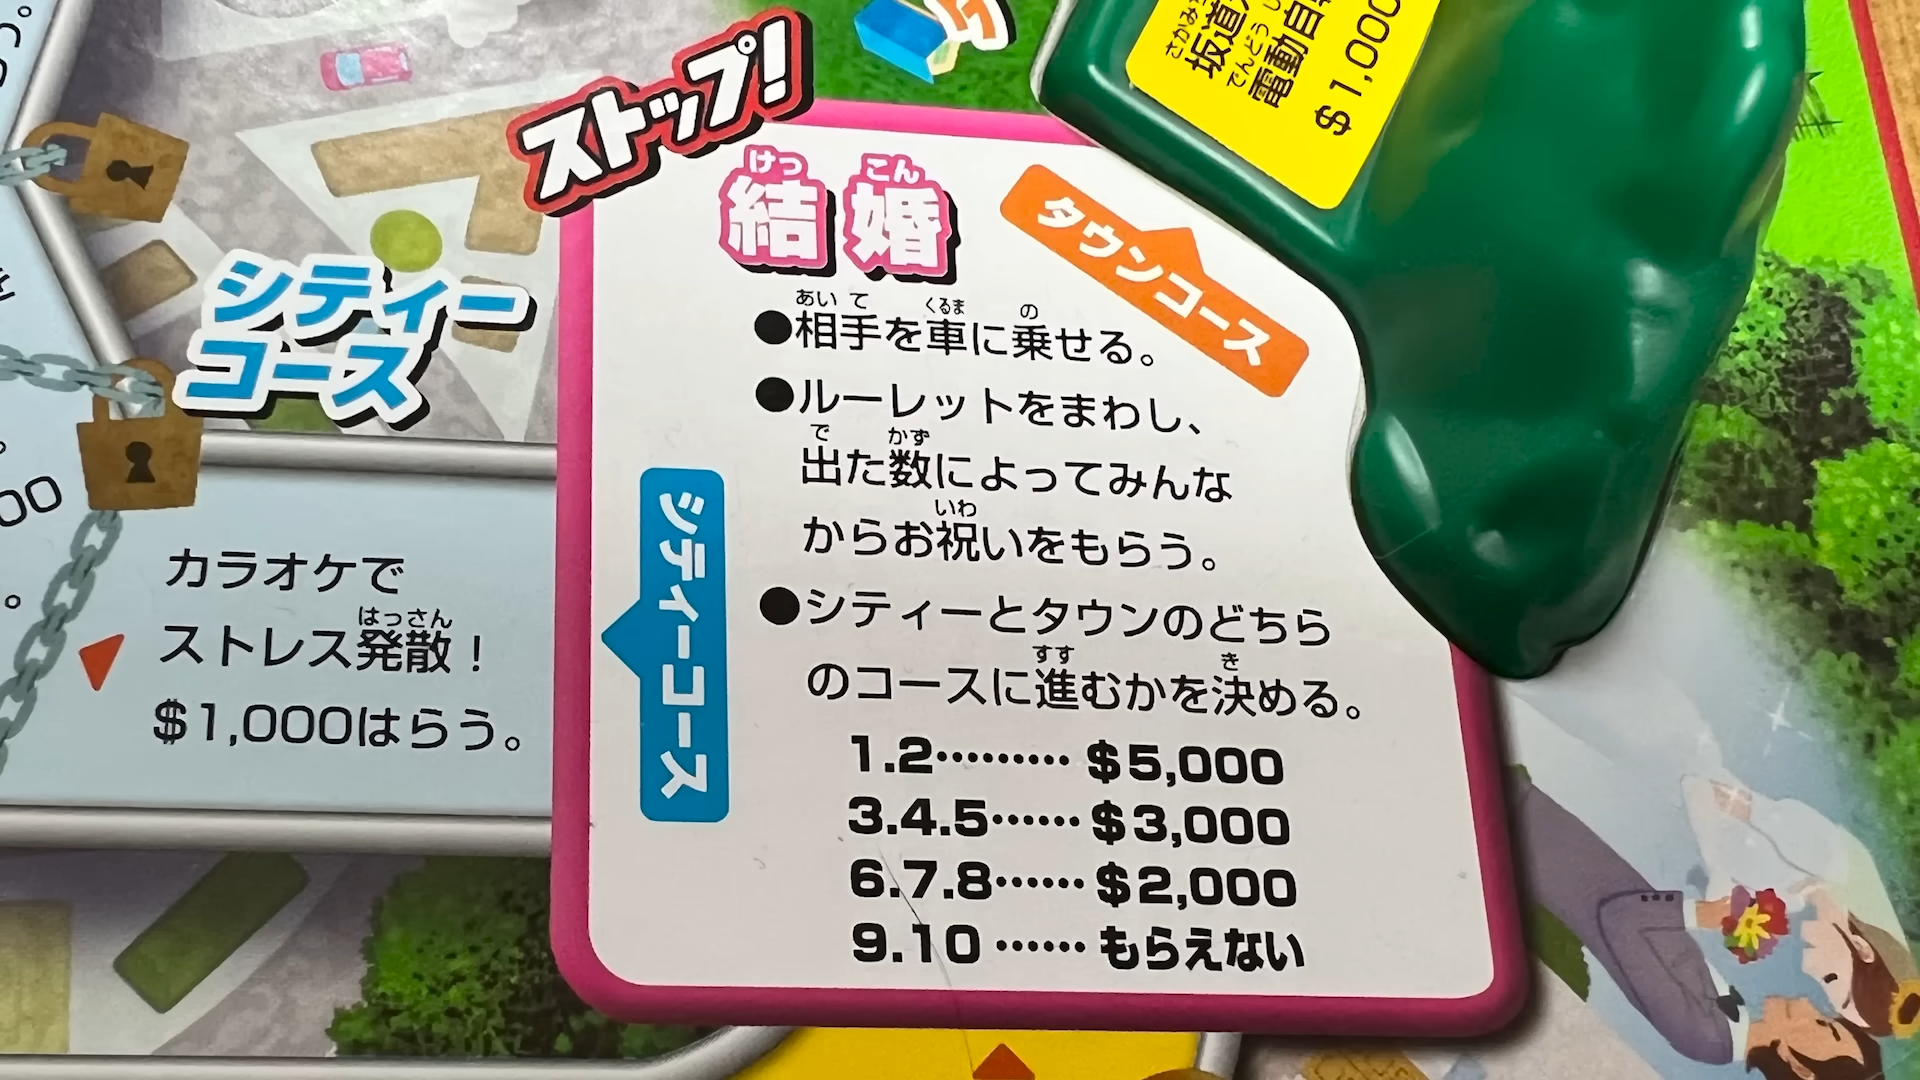 ストップ!
結婚
けっ こん
タウンコース
シティー
コース
シティーコース
あいて くるま の
●相手を車に乗せる。
●ルーレットをまわし、
で かず
出た数によってみんな
いわ
からお祝いをもらう。
●シティーとタウンのどちら
すす き
のコースに進むかを決める。
1.2……… $5,000
3.4.5…… $3,000
6.7.8…… $2,000
9.10…… もらえない
カラオケで
はっさん
ストレス発散!
$1,000はらう。
坂道
でんどう
電動自
$1,000